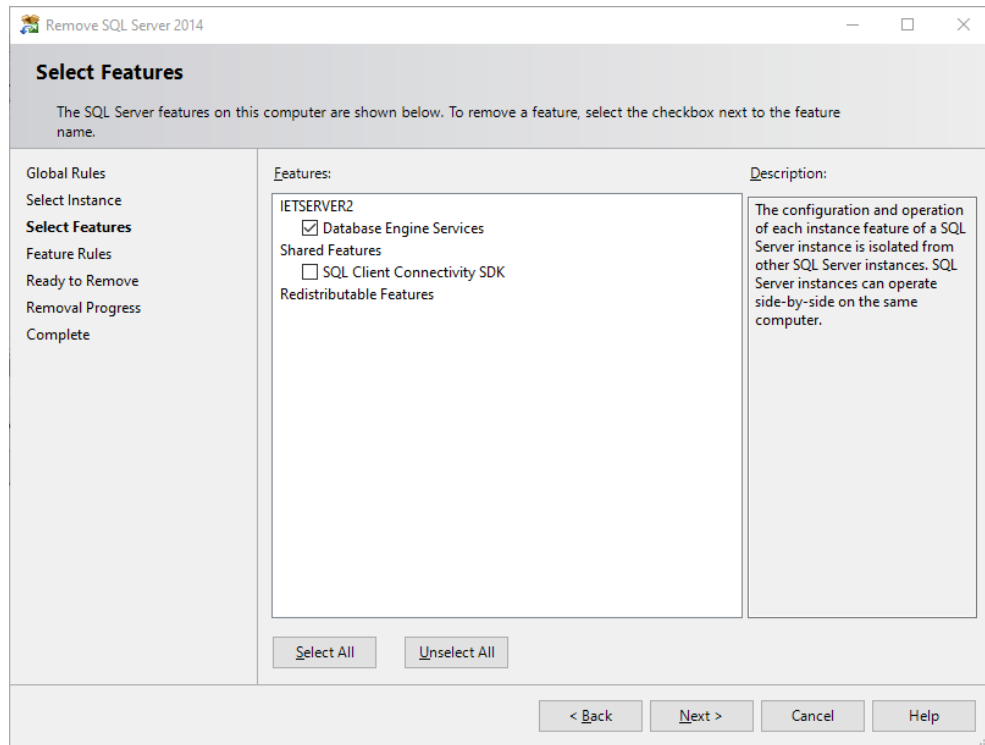 Remove SQL Server 2014
Select Features
The SQL Server features on this computer are shown below. To remove a feature, select the checkbox next to the feature
name.
Global Rules
Select Instance
Select Features
Feature Rules
Ready to Remove
Removal Progress
Complete
Features:
IETSERVER2
Database Engine Services
Shared Features
SQL Client Connectivity SDK
Redistributable Features
Description:
The configuration and operation
of each instance feature of a SQL
Server instance is isolated from
other SQL Server instances. SQL
Server instances can operate
side-by-side on the same
computer.
Select All
Unselect All
< Back
Next >
Cancel
Help